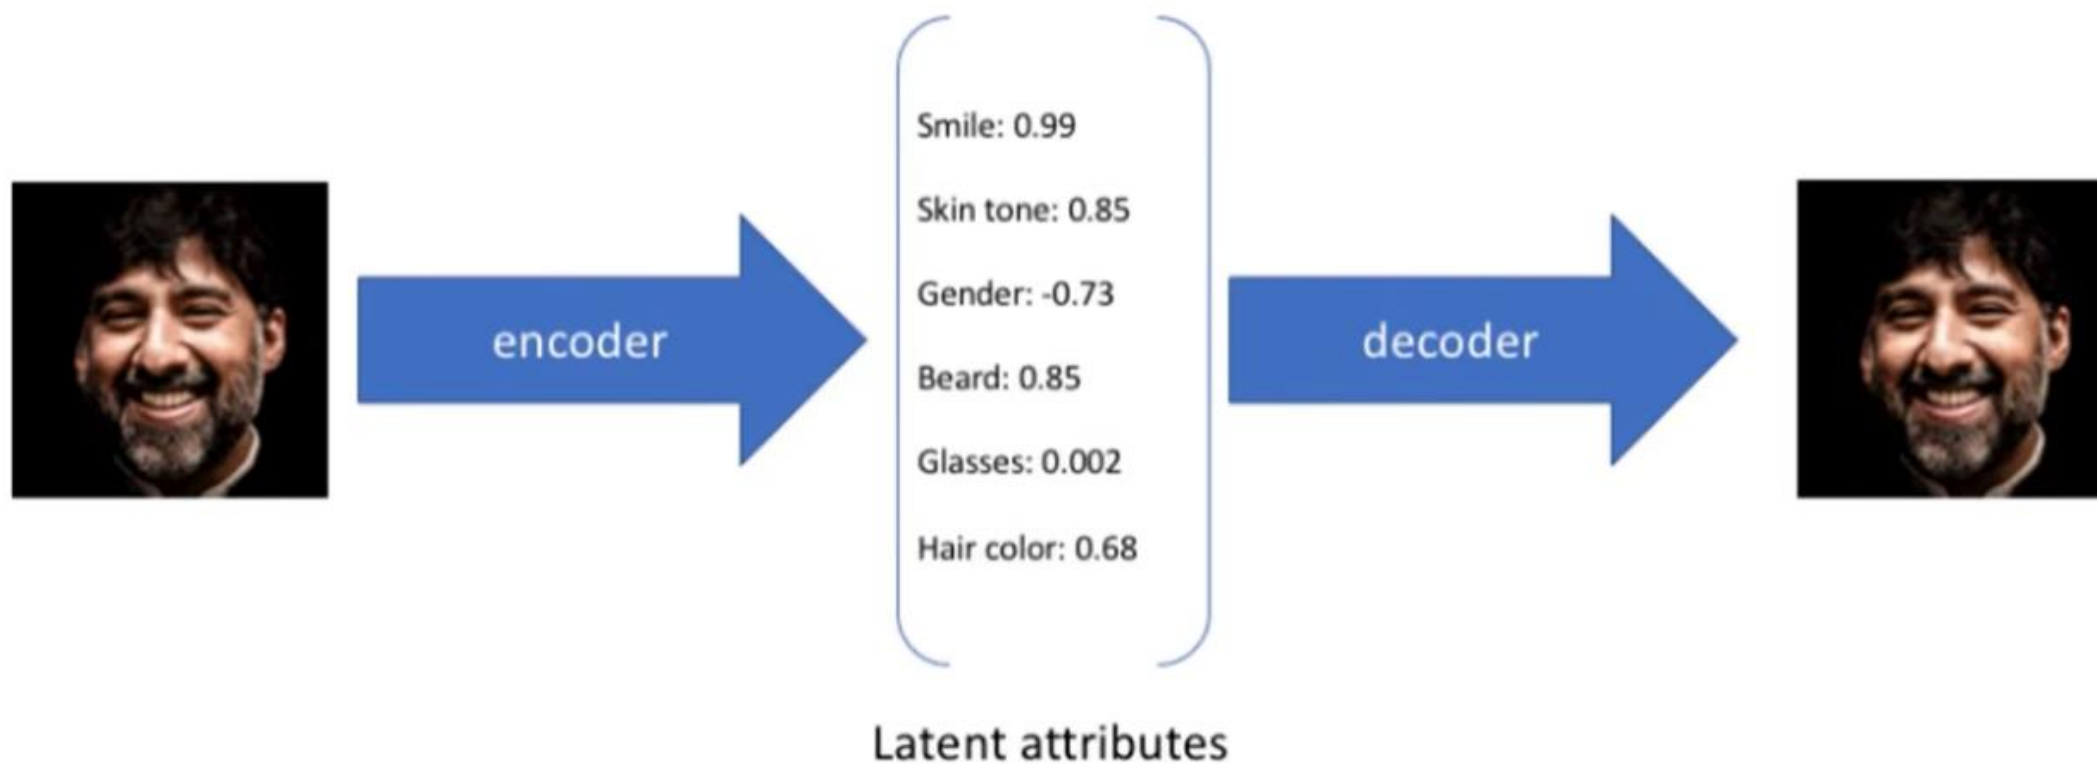 encoder
Smile: 0.99
Skin tone: 0.85
Gender: -0.73
Beard: 0.85
Glasses: 0.002
Hair color: 0.68
decoder
Latent attributes